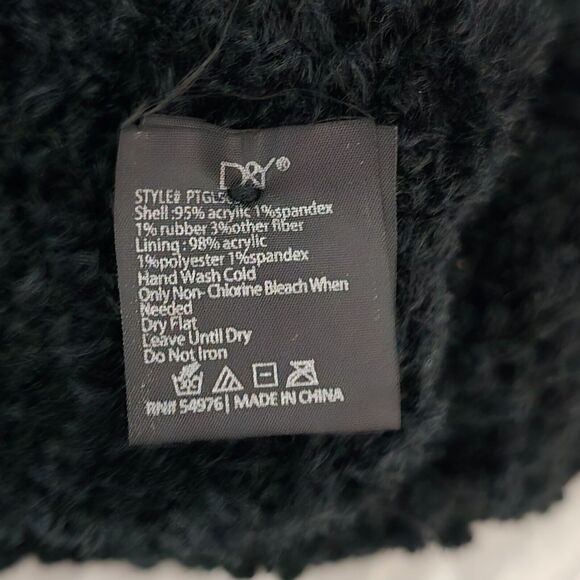 D&Y®
STYLE# PTGL5
Shell :95% acrylic 1%spandex
1% rubber 3%other fiber
Lining : 98% acrylic
1%polyester 1%spandex
Hand Wash Cold
Only Non- Chlorine Bleach When
Needed
Dry Flat
Leave Until Dry
Do Not Iron
RN# 54976 | MADE IN CHINA